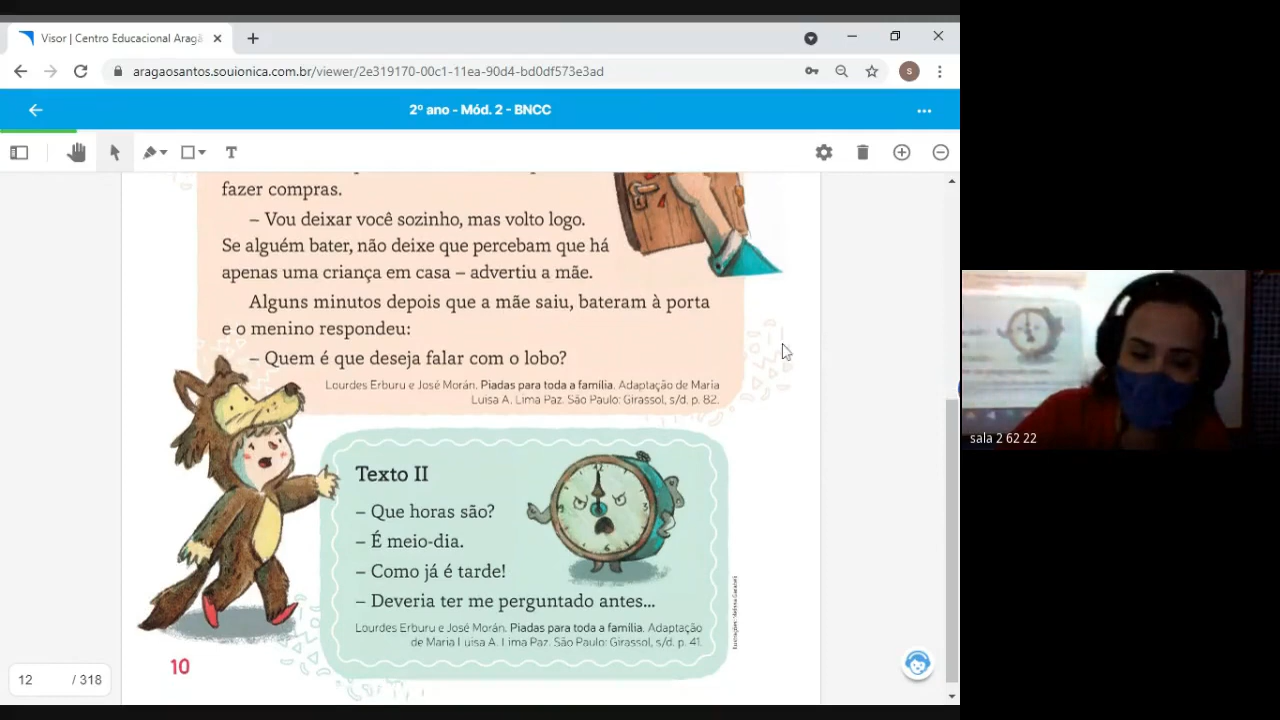 Visor | Centro Educacional Aragã
aragaosantos.souionica.com.br/viewer/2e319170-00c1-11ea-90d4-bd0df573e3ad
S
2º ano - Mód. 2 - BNCC
T
fazer compras.
– Vou deixar você sozinho, mas volto logo.
Se alguém bater, não deixe que percebam que há
apenas uma criança em casa – advertiu a mãe.
Alguns minutos depois que a mãe saiu, bateram à porta
e o menino respondeu:
– Quem é que deseja falar com o lobo?
Lourdes Erburu e José Morán. Piadas para toda a família. Adaptação de Maria
Luisa A. Lima Paz. São Paulo: Girassol, s/d. p. 82.
Texto II
– Que horas são?
– É meio-dia.
– Como já é tarde!
– Deveria ter me perguntado antes...
Lourdes Erburu e José Morán. Piadas para toda a família. Adaptação
de Maria Luisa A. Lima Paz. São Paulo: Girassol, s/d. p. 41.
12
3
6
9
10
12 / 318
sala 2 62 22